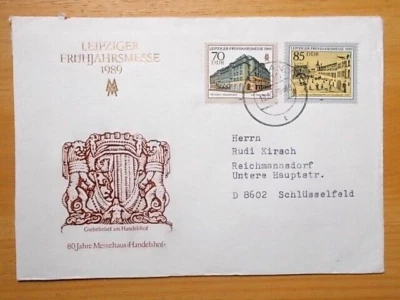 LEIPZIGER
FRÜHJAHRSMESSE
1989
LEIPZIGER FRÜHJAHRSMESSE 1989
70
DDR
LEIPZIGER FRÜHJAHRSMESSE 1989
85 DDR
Herrn
Rudi Kirsch
Reichmannsdorf
Untere Hauptstr.
D 8602 Schlüsselfeld
Giebelrelief am Handelshof
80 Jahre Messehaus »Handelshof«